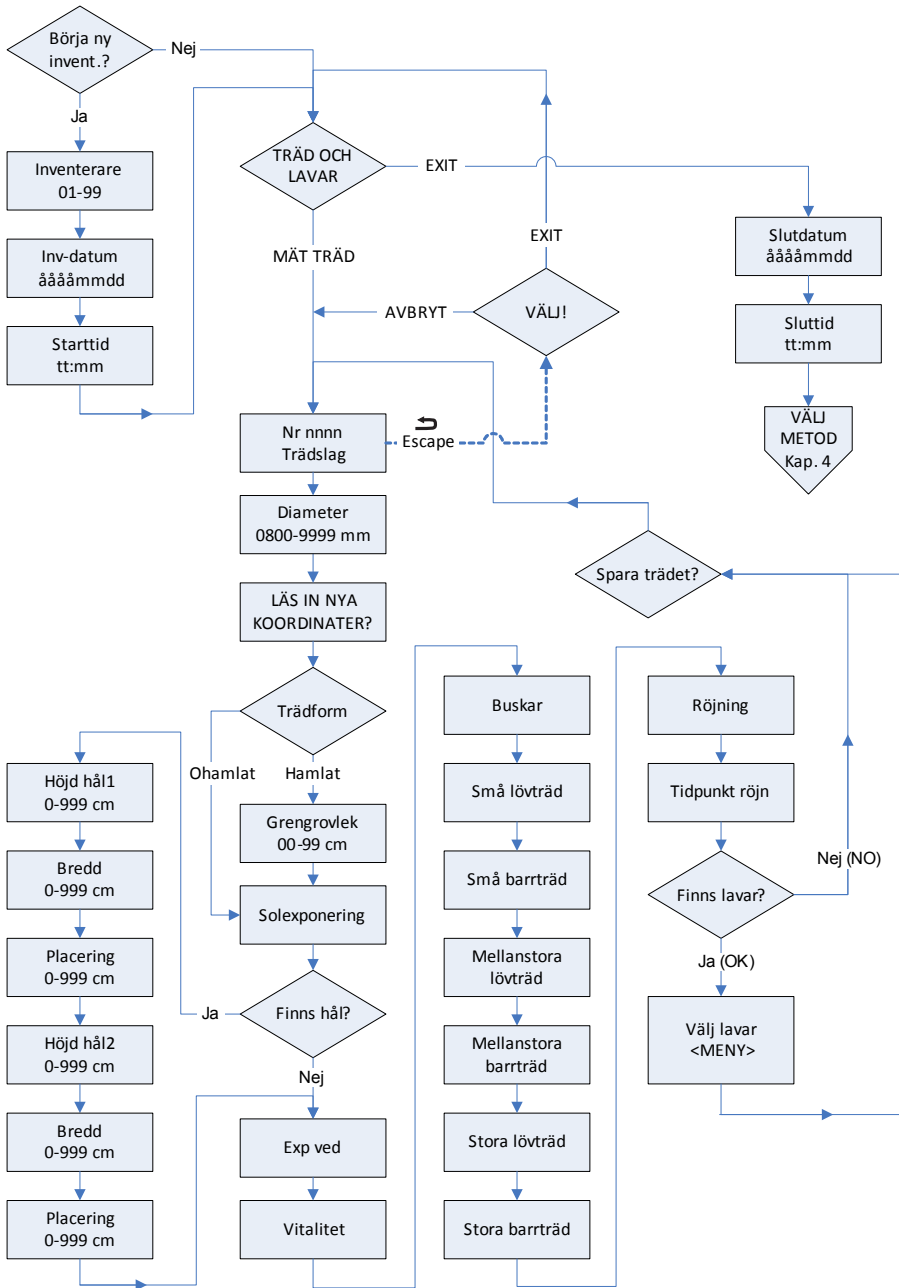 Börja ny
invent.?
Nej
Ja
Inventerare
01-99
Inv-datum
ååååmmdd
Starttid
tt:mm
TRÄD OCH
LAVAR
EXIT
MÄT TRÄD
EXIT
VÄLJ!
AVBRYT
Slutdatum
ååååmmdd
Sluttid
tt:mm
VÄLJ
METOD
Kap. 4
Nr nnnn
Trädslag
Escape
Diameter
0800-9999 mm
LÄS IN NYA
KOORDINATER?
Trädform
Ohamlat
Hamlat
Grengrovlek
00-99 cm
Solexponering
Finns hål?
Ja
Nej
Höjd hål1
0-999 cm
Bredd
0-999 cm
Placering
0-999 cm
Höjd hål2
0-999 cm
Bredd
0-999 cm
Placering
0-999 cm
Exp ved
Vitalitet
Buskar
Små lövträd
Små barrträd
Mellanstora
lövträd
Mellanstora
barrträd
Stora lövträd
Stora barrträd
Röjning
Tidpunkt röjn
Finns lavar?
Nej (NO)
Ja (OK)
Välj lavar
<MENY>
Spara trädet?